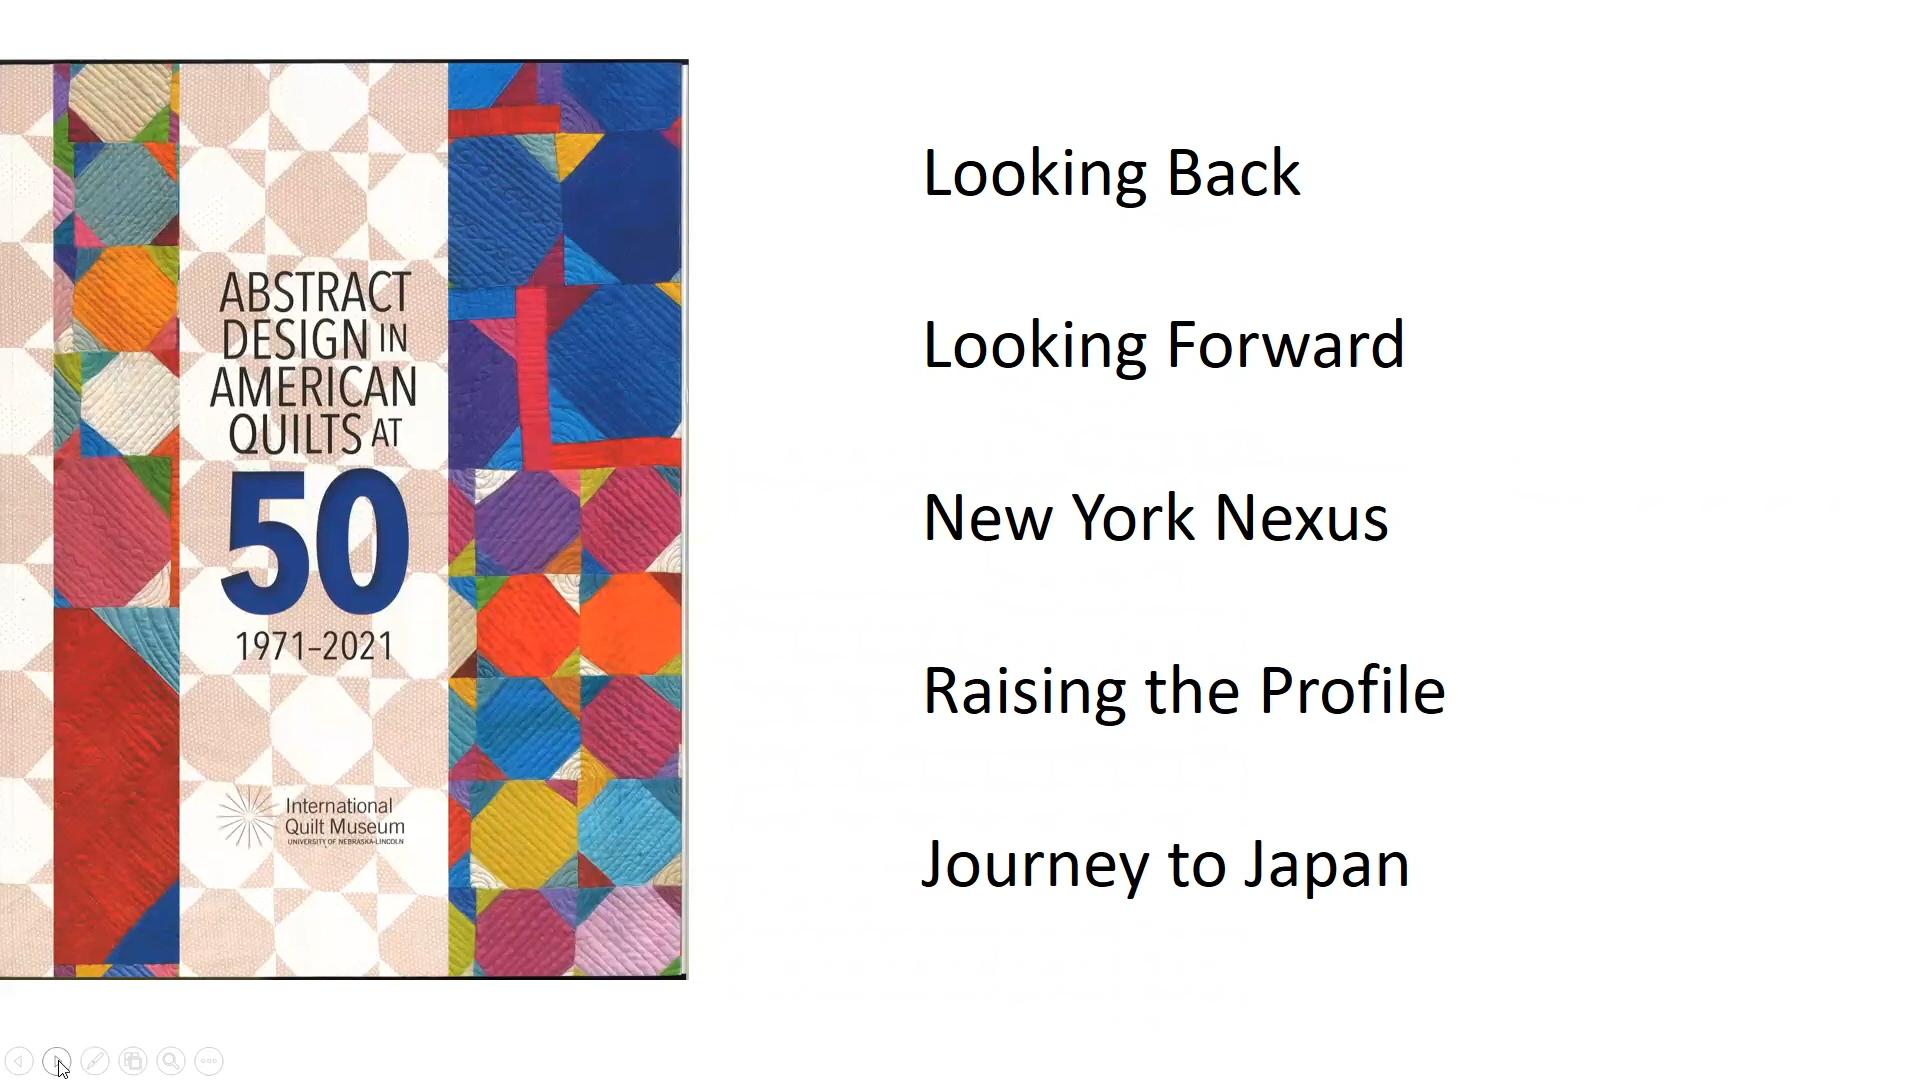 ABSTRACT
DESIGN IN
AMERICAN
QUILTS AT
50
1971–2021
International
Quilt Museum
UNIVERSITY OF NEBRASKA-LINCOLN
Looking Back
Looking Forward
New York Nexus
Raising the Profile
Journey to Japan